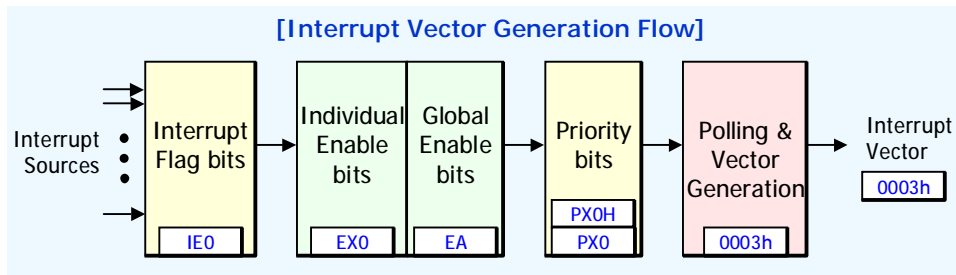 [Interrupt Vector Generation Flow]
Interrupt
Sources
Interrupt
Flag bits
IE0
Individual
Enable
bits
EX0
Global
Enable
bits
EA
Priority
bits
PX0H
PX0
Polling &
Vector
Generation
0003h
Interrupt
Vector
0003h